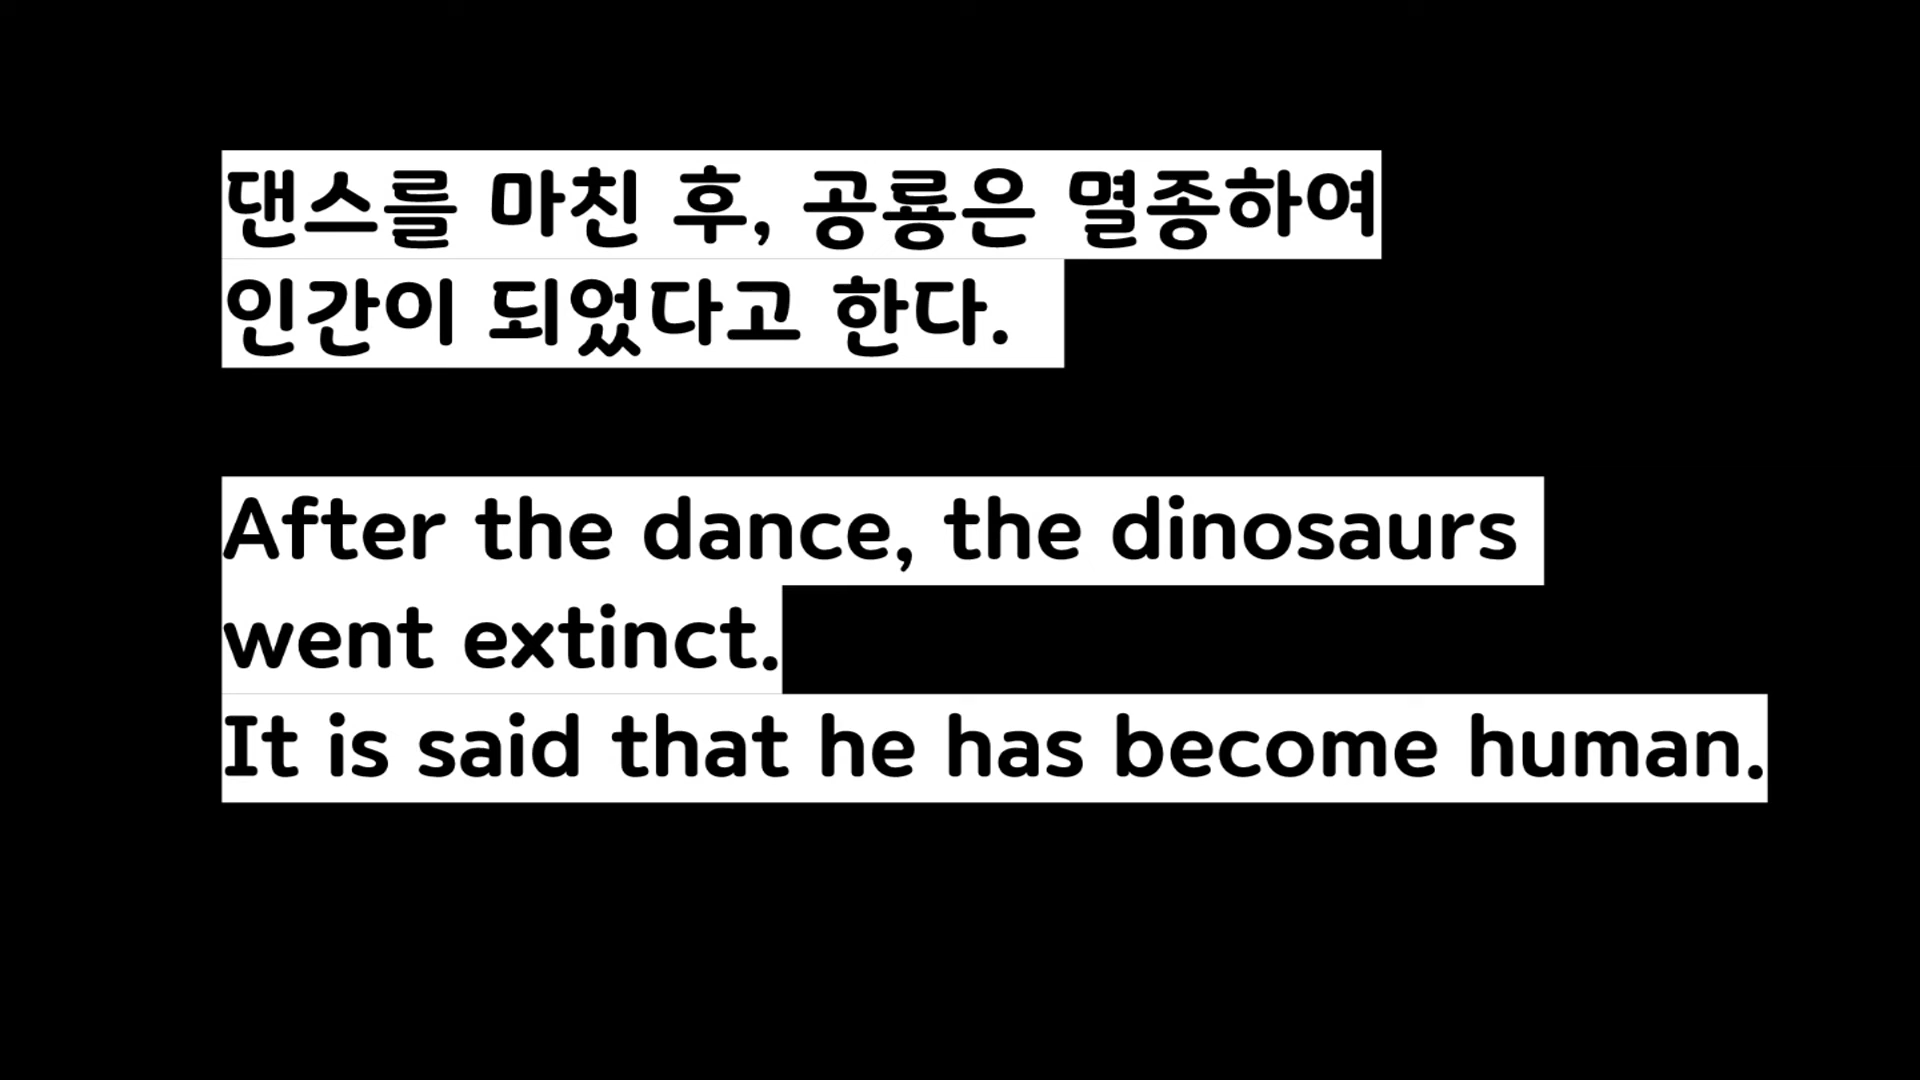 댄스를 마친 후, 공룡은 멸종하여
인간이 되었다고 한다.
After the dance, the dinosaurs
went extinct.
It is said that he has become human.